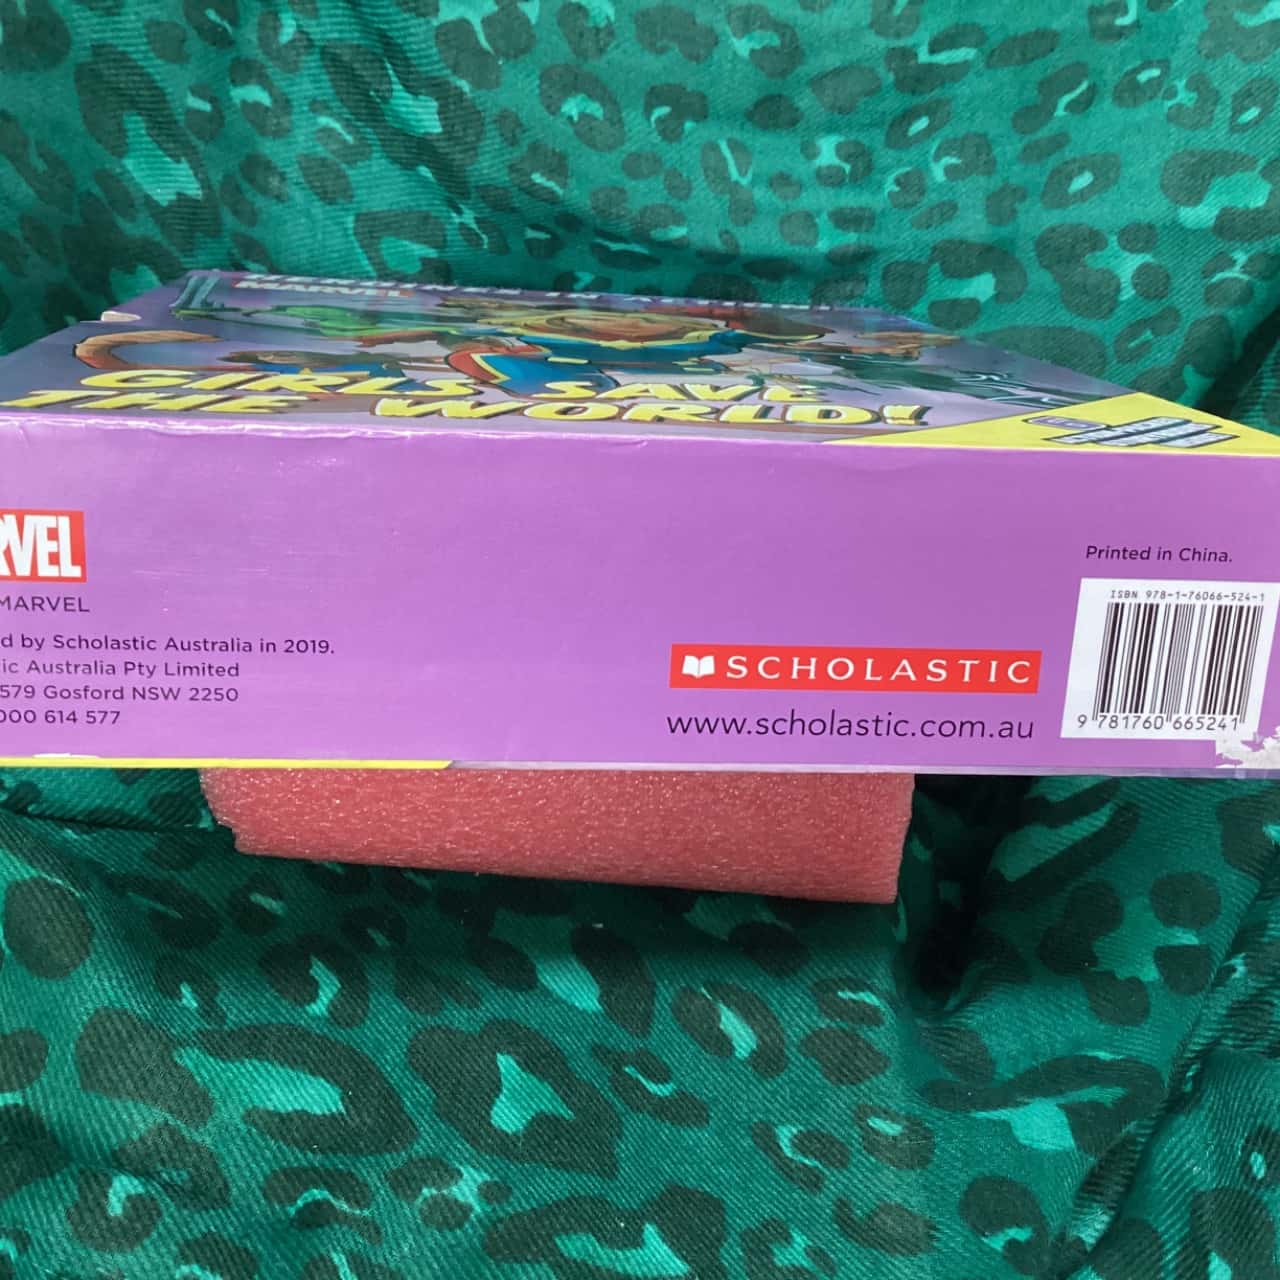 MARVEL
GIRLS SAVE
THE WORLD!
RVEL
MARVEL
d by Scholastic Australia in 2019.
ic Australia Pty Limited
579 Gosford NSW 2250
000 614 577
SCHOLASTIC
www.scholastic.com.au
Printed in China.
ISBN 978-1-76066-524-1
9 781760 665241